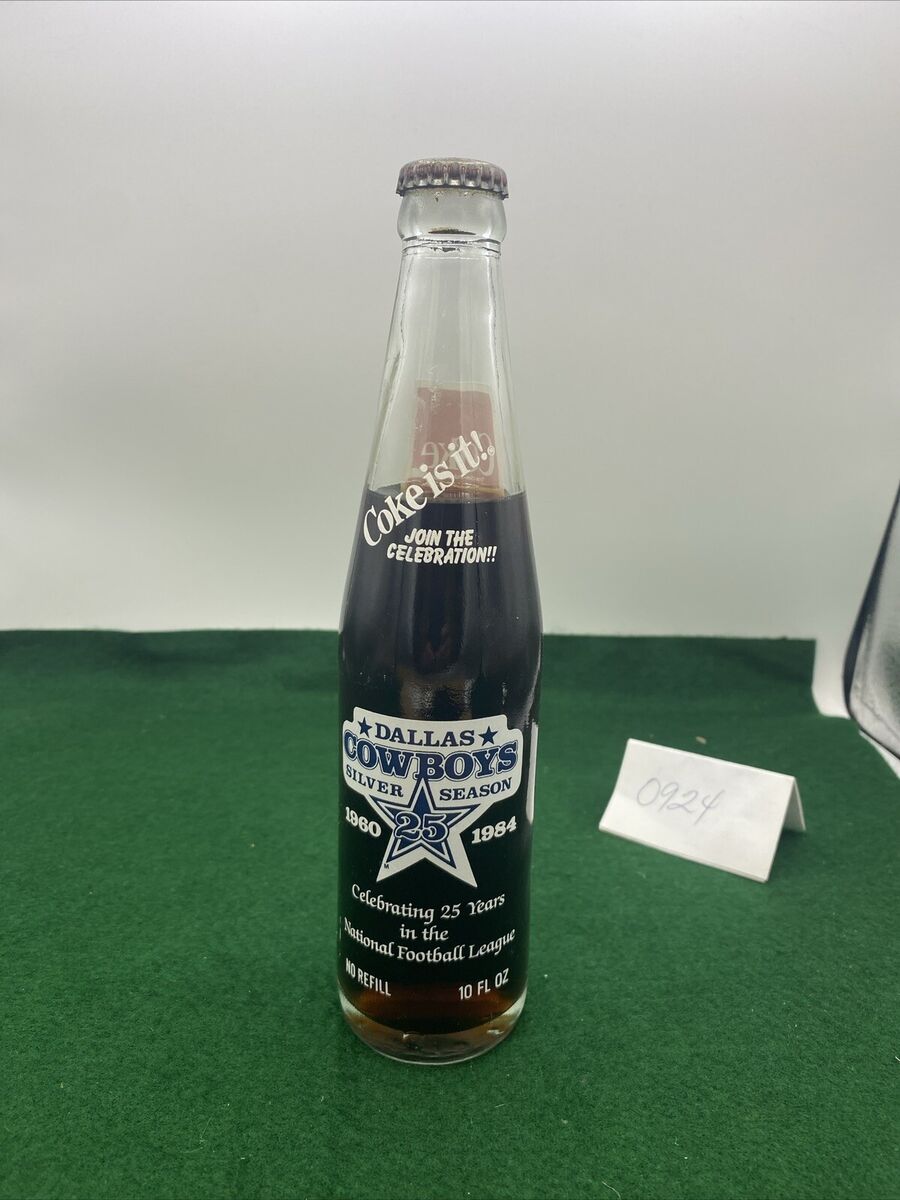 Coke is it!
JOIN THE
CELEBRATION!!
DALLAS
COWBOYS
SILVER SEASON
25
1960 1984
Celebrating 25 Years
in the
National Football League
NO REFILL 10 FL OZ
0924